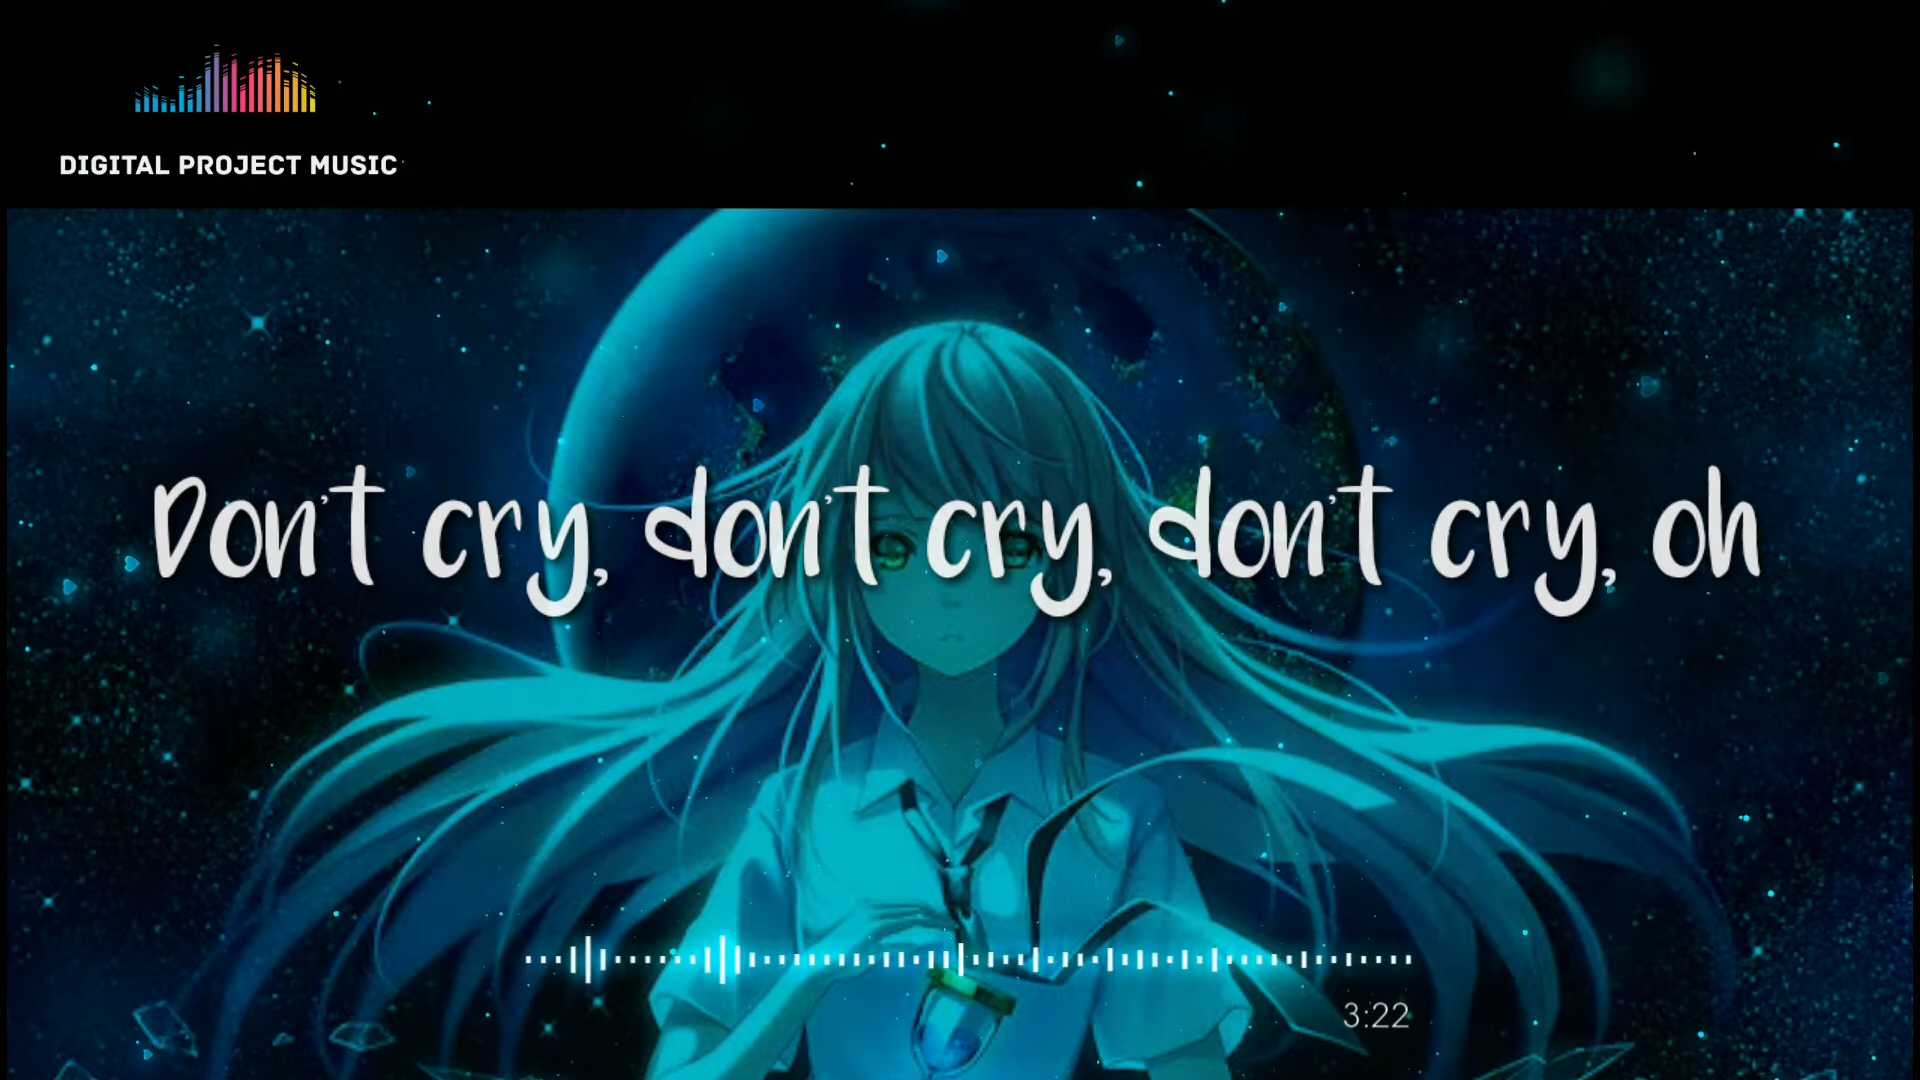 DIGITAL PROJECT MUSIC
Don't cry, don't cry, don't cry, oh
3:22